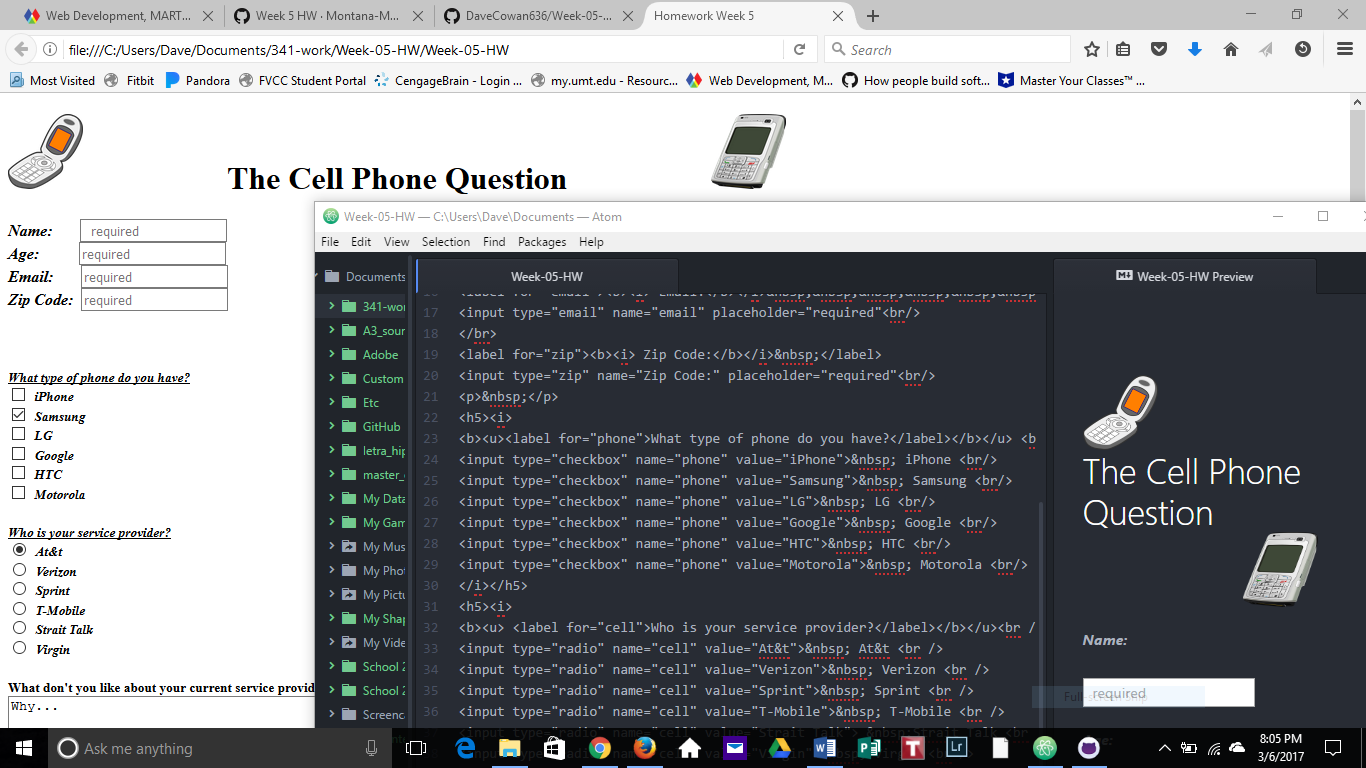 Web Development, MART...
Week 5 HW · Montana-M...
DaveCowan636/Week-05-...
Homework Week 5
file:///C:/Users/Dave/Documents/341-work/Week-05-HW/Week-05-HW
Search
Most Visited
Fitbit
Pandora
FVCC Student Portal
CengageBrain - Login ...
my.umt.edu - Resourc...
Web Development, M...
How people build soft...
Master Your Classes™ ...
The Cell Phone Question
Name: required
Age: required
Email: required
Zip Code: required
What type of phone do you have?
iPhone
Samsung
LG
Google
HTC
Motorola
Who is your service provider?
At&t
Verizon
Sprint
T-Mobile
Strait Talk
Virgin
What don't you like about your current service provid
Why...
Week-05-HW — C:\Users\Dave\Documents — Atom
File Edit View Selection Find Packages Help
Documents
341-wor
A3_sour
Adobe
Custom
Etc
GitHub
letra_hip
master_
My Data
My Gam
My Mus
My Phot
My Pictu
My Shap
My Vide
School 2
School 2
Screenc
Week-05-HW
17 <input type="email" name="email" placeholder="required"<br/>
18 </br>
19 <label for="zip"><b><i> Zip Code:</b></i>&nbsp;</label>
20 <input type="zip" name="Zip Code:" placeholder="required"<br/>
21 <p>&nbsp;</p>
22 <h5><i>
23 <b><u><label for="phone">What type of phone do you have?</label></b></u> <b
24 <input type="checkbox" name="phone" value="iPhone">&nbsp; iPhone <br/>
25 <input type="checkbox" name="phone" value="Samsung">&nbsp; Samsung <br/>
26 <input type="checkbox" name="phone" value="LG">&nbsp; LG <br/>
27 <input type="checkbox" name="phone" value="Google">&nbsp; Google <br/>
28 <input type="checkbox" name="phone" value="HTC">&nbsp; HTC <br/>
29 <input type="checkbox" name="phone" value="Motorola">&nbsp; Motorola <br/>
30 </i></h5>
31 <h5><i>
32 <b><u> <label for="cell">Who is your service provider?</label></b></u><br /
33 <input type="radio" name="cell" value="At&t">&nbsp; At&t <br />
34 <input type="radio" name="cell" value="Verizon">&nbsp; Verizon <br />
35 <input type="radio" name="cell" value="Sprint">&nbsp; Sprint <br />
36 <input type="radio" name="cell" value="T-Mobile">&nbsp; T-Mobile <br />
Week-05-HW Preview
The Cell Phone
Question
Name:
required
Ask me anything
8:05 PM
3/6/2017